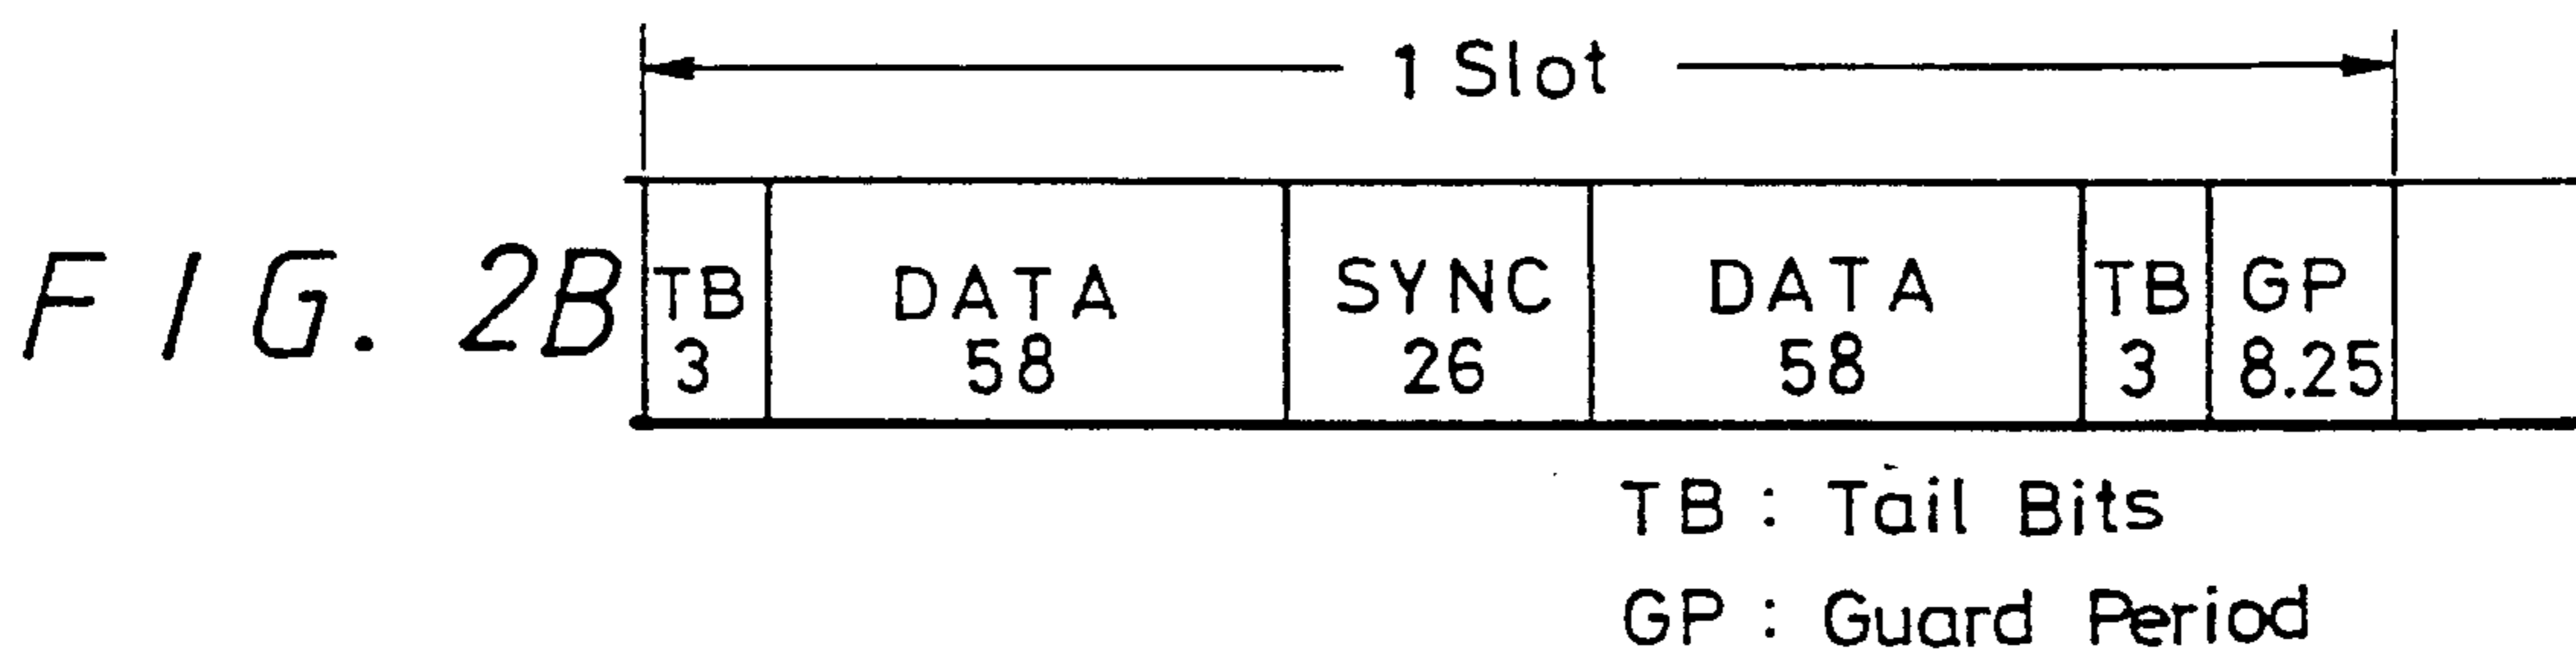 1 Slot
FIG. 2B
TB DATA SYNC DATA TB GP
3 58 26 58 3 8.25
TB : Tail Bits
GP : Guard Period